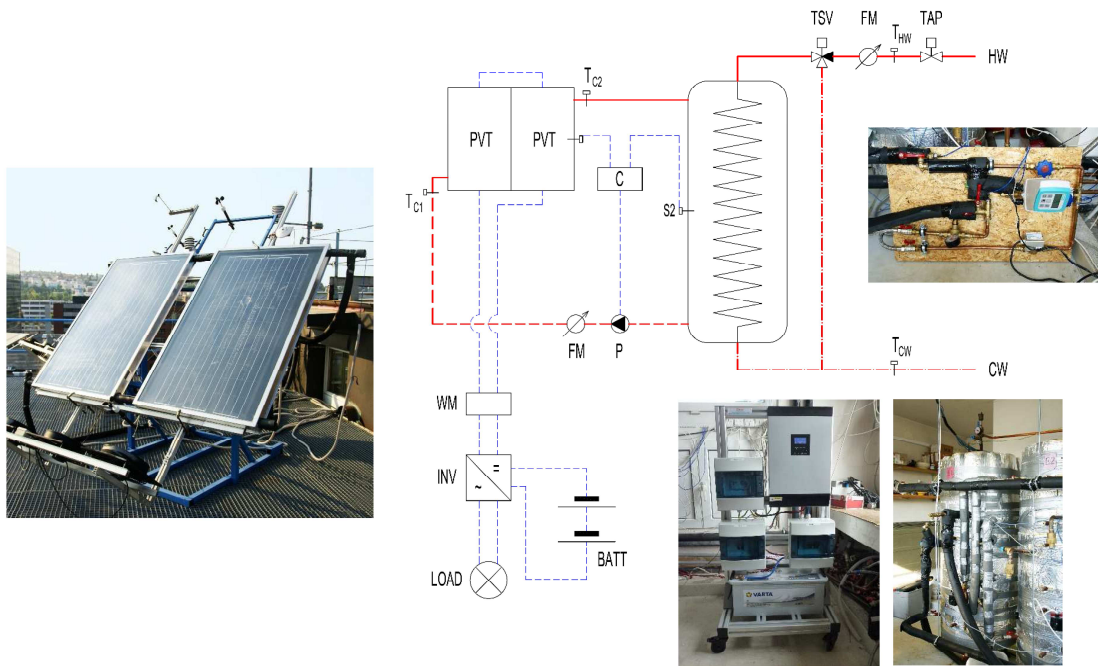 TSV
FM
TAP
T_HW
HW
T_C2
PVT
PVT
C
T_C1
S2
FM
P
T_CW
CW
WM
INV
BATT
LOAD
VARTA